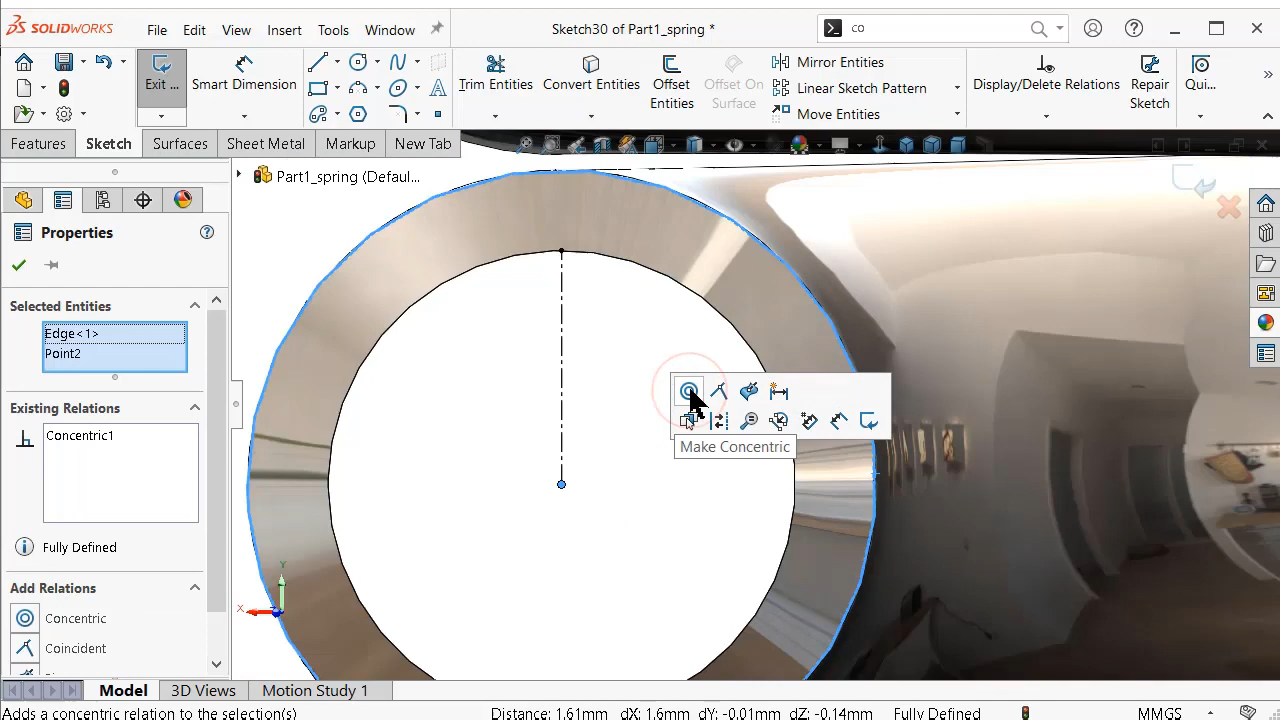 SOLIDWORKS
File Edit View Insert Tools Window
Sketch30 of Part1_spring *
co
Exit ...
Smart Dimension
Trim Entities
Convert Entities
Offset Entities
Offset On Surface
Mirror Entities
Linear Sketch Pattern
Move Entities
Display/Delete Relations
Repair Sketch
Qui...
Features Sketch Surfaces Sheet Metal Markup New Tab
Part1_spring (Defaul...
Properties
Selected Entities
Edge<1>
Point2
Existing Relations
Concentric1
Fully Defined
Add Relations
Concentric
Coincident
Make Concentric
Y
X
Model 3D Views Motion Study 1
Adds a concentric relation to the selection(s)
Distance: 1.61mm dX: 1.6mm dY: -0.01mm dZ: -0.14mm Fully Defined MMGS